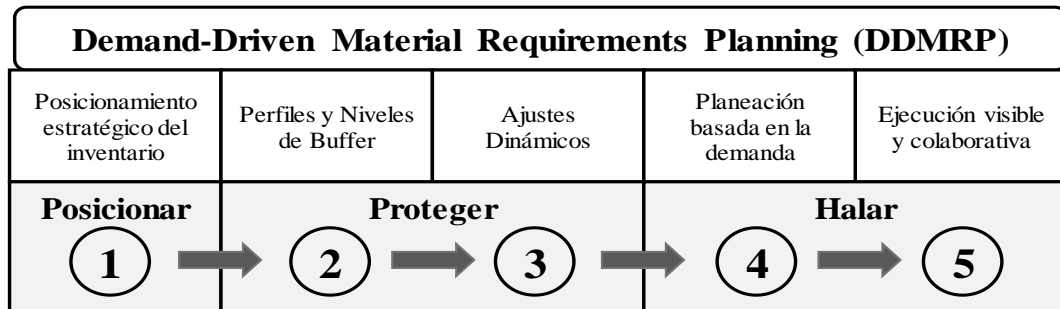 Demand-Driven Material Requirements Planning (DDMRP)
Posicionamiento
estratégico del
inventario
Perfiles y Niveles
de Buffer
Ajustes
Dinámicos
Planeación
basada en la
demanda
Ejecución visible
y colaborativa
Posicionar
Proteger
Halar
1
2
3
4
5